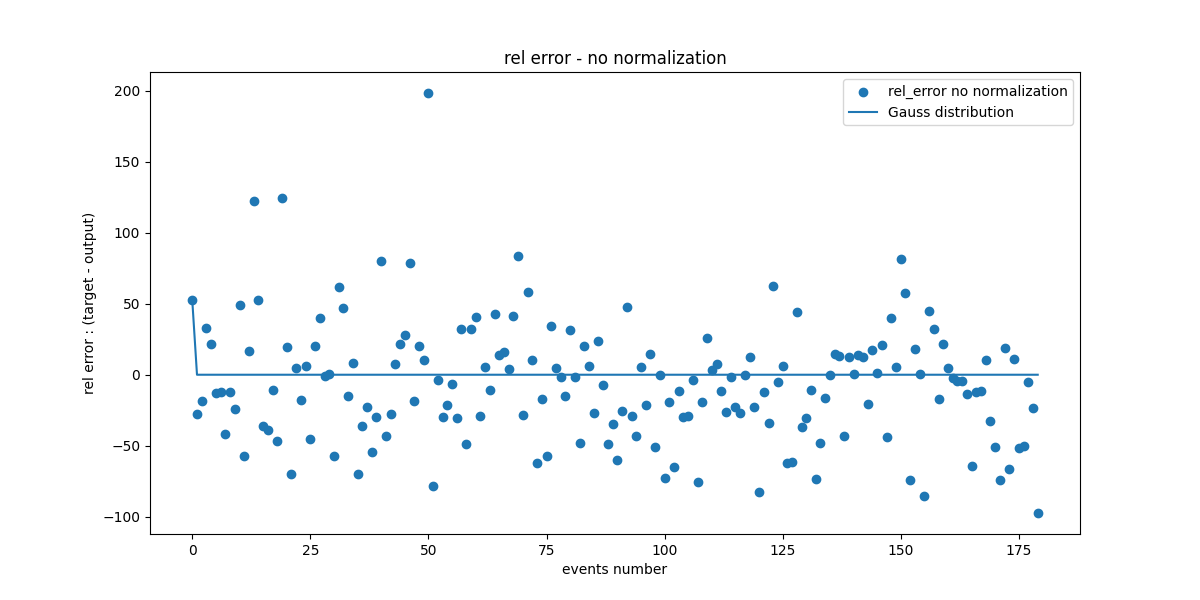 rel error - no normalization
rel_error no normalization
Gauss distribution
rel error : (target - output)
200
150
100
50
0
−50
−100
0 25 50 75 100 125 150 175
events number